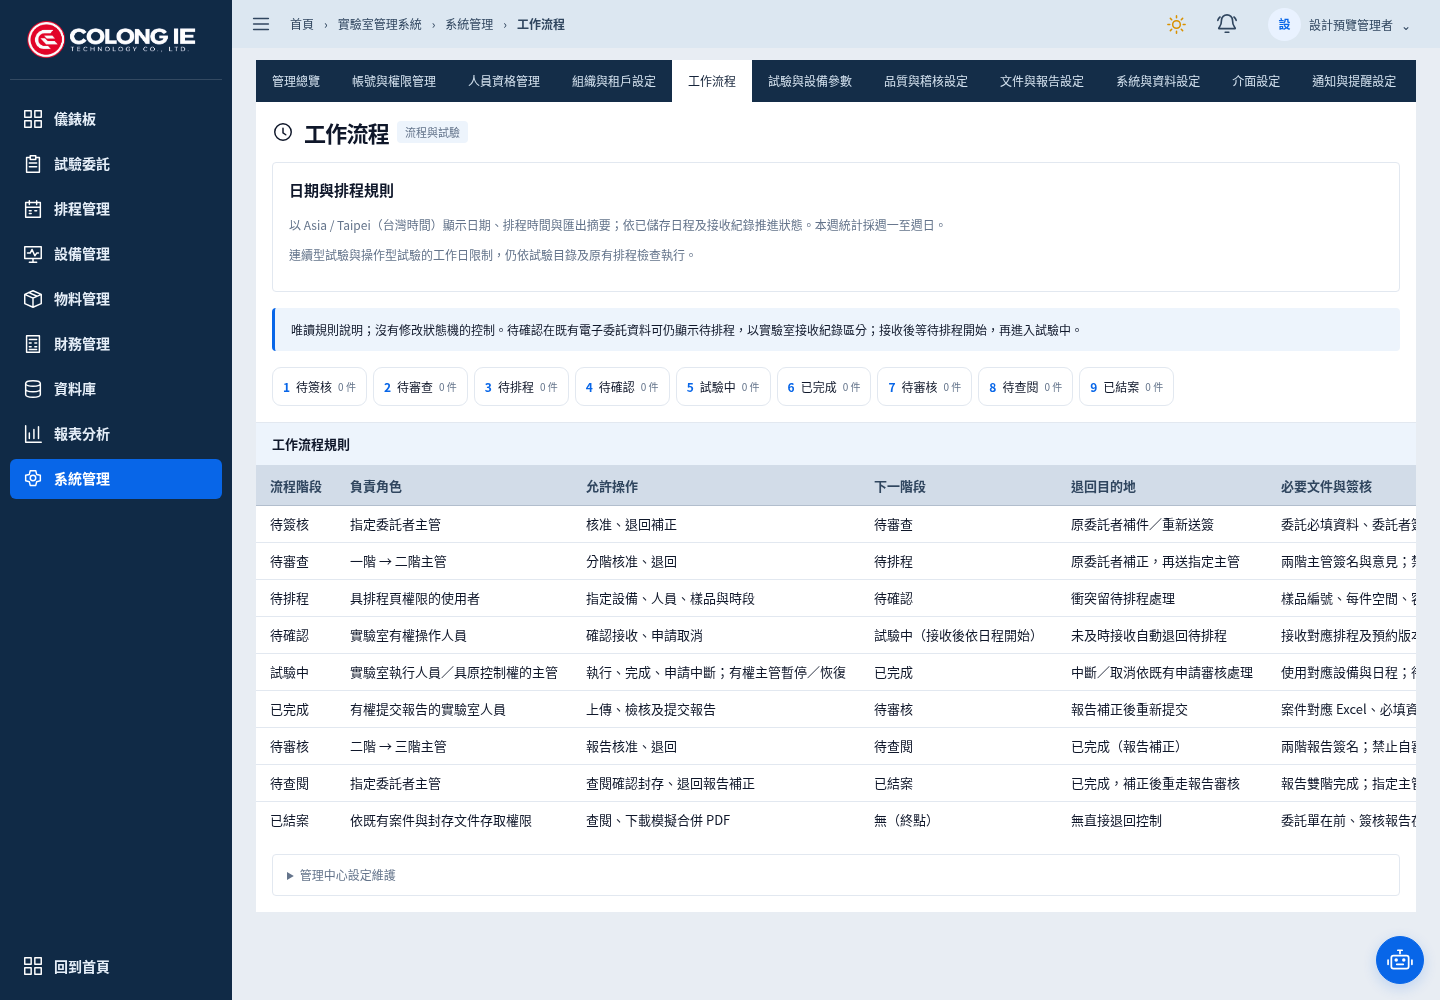 COLONG IE
TECHNOLOGY CO., LTD.
儀錶板
試驗委託
排程管理
設備管理
物料管理
財務管理
資料庫
報表分析
系統管理
回到首頁
首頁 › 實驗室管理系統 › 系統管理 › 工作流程
設 設計預覽管理者
管理總覽 帳號與權限管理 人員資格管理 組織與租戶設定 工作流程 試驗與設備參數 品質與稽核設定 文件與報告設定 系統與資料設定 介面設定 通知與提醒設定
工作流程 流程與試驗
日期與排程規則
以 Asia / Taipei（台灣時間）顯示日期、排程時間與匯出摘要；依已儲存日程及接收紀錄推進狀態。本週統計採週一至週日。
連續型試驗與操作型試驗的工作日限制，仍依試驗目錄及原有排程檢查執行。
唯讀規則說明；沒有修改狀態機的控制。待確認在既有電子委託資料可仍顯示待排程，以實驗室接收紀錄區分；接收後等待排程開始，再進入試驗中。
1 待簽核 0 件 2 待審查 0 件 3 待排程 0 件 4 待確認 0 件 5 試驗中 0 件 6 已完成 0 件 7 待審核 0 件 8 待查閱 0 件 9 已結案 0 件
工作流程規則
流程階段 負責角色 允許操作 下一階段 退回目的地 必要文件與簽核
待簽核 指定委託者主管 核准、退回補正 待審查 原委託者補件／重新送簽 委託必填資料、委託者
待審查 一階 → 二階主管 分階核准、退回 待排程 原委託者補正，再送指定主管 兩階主管簽名與意見；
待排程 具排程頁權限的使用者 指定設備、人員、樣品與時段 待確認 衝突留待排程處理 樣品編號、每件空間、
待確認 實驗室有權操作人員 確認接收、申請取消 試驗中（接收後依日程開始） 未及時接收自動退回待排程 接收對應排程及預約版
試驗中 實驗室執行人員／具原控制權的主管 執行、完成、申請中斷；有權主管暫停／恢復 已完成 中斷／取消依既有申請審核處理 使用對應設備與日程；
已完成 有權提交報告的實驗室人員 上傳、檢核及提交報告 待審核 報告補正後重新提交 案件對應 Excel、必填
待審核 二階 → 三階主管 報告核准、退回 待查閱 已完成（報告補正） 兩階報告簽名；禁止自
待查閱 指定委託者主管 查閱確認封存、退回報告補正 已結案 已完成，補正後重走報告審核 報告雙階完成；指定主
已結案 依既有案件與封存文件存取權限 查閱、下載模擬合併 PDF 無（終點） 無直接退回控制 委託單在前、簽核報告
▶ 管理中心設定維護